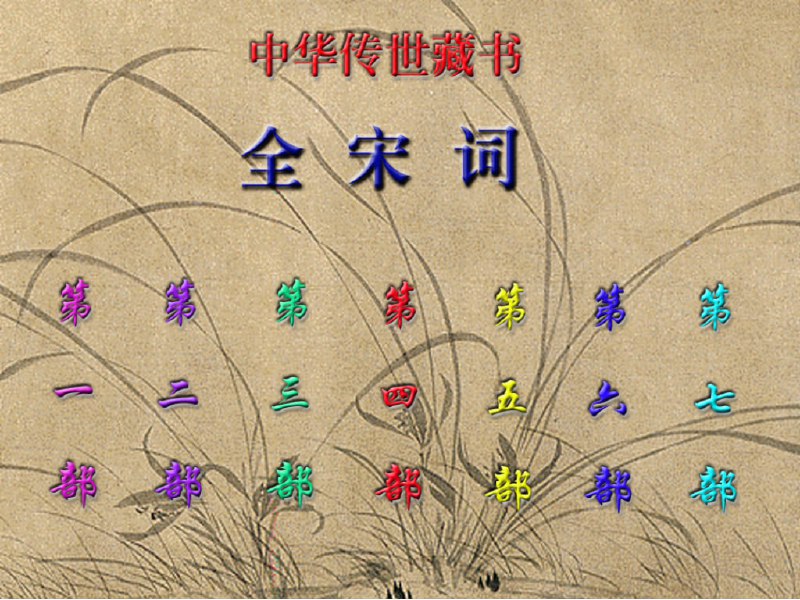 中华传世藏书
全宋词
第一部
第二部
第三部
第四部
第五部
第六部
第七部